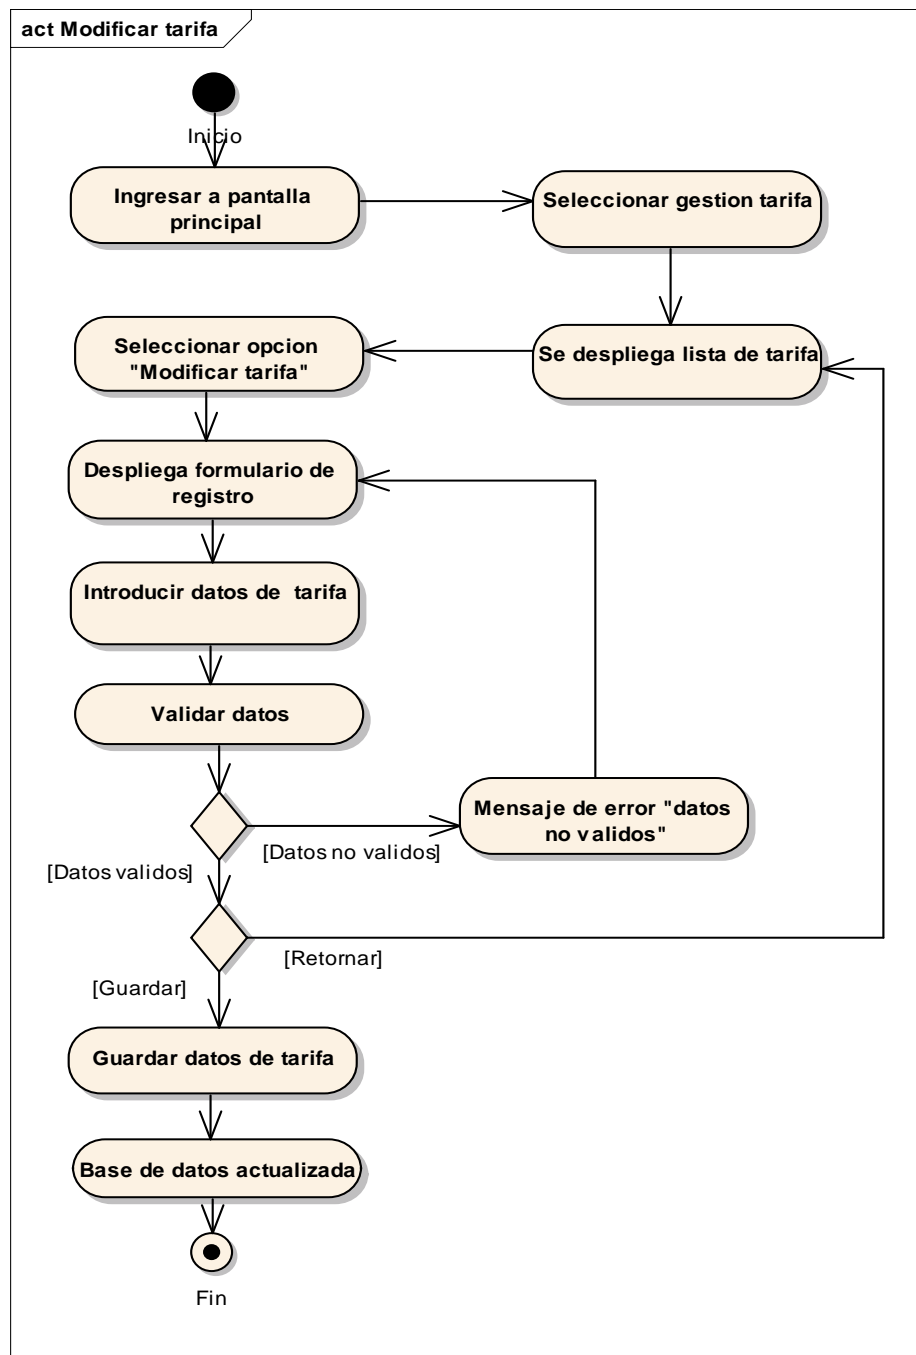 act Modificar tarifa
Inicio
Ingresar a pantalla
principal
Seleccionar gestion tarifa
Se despliega lista de tarifa
Seleccionar opcion
"Modificar tarifa"
Despliega formulario de
registro
Introducir datos de  tarifa
Validar datos
Mensaje de error "datos
no validos"
[Datos no validos]
[Datos validos]
[Retornar]
[Guardar]
Guardar datos de tarifa
Base de datos actualizada
Fin